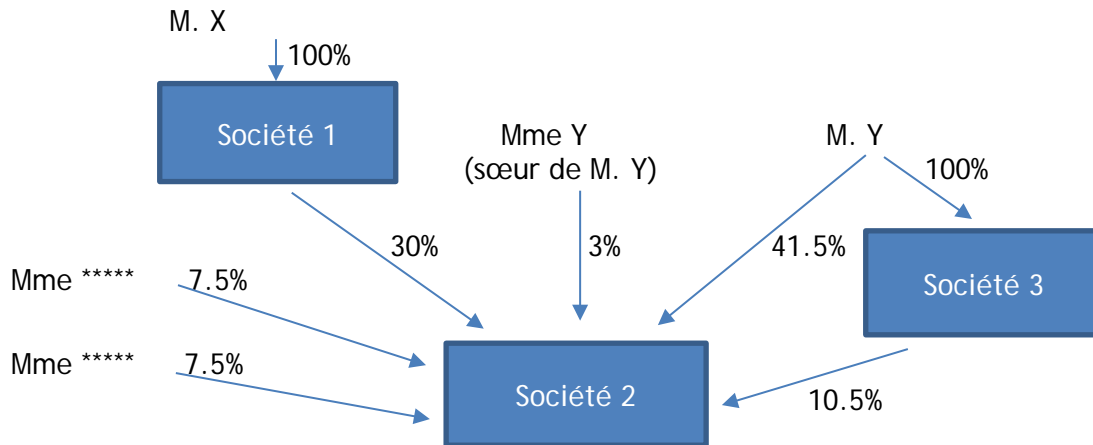 M. X
100%
Société 1
Mme Y
(sœur de M. Y)
M. Y
100%
30%
3%
41.5%
Société 3
Mme ***** 7.5%
Mme ***** 7.5%
Société 2
10.5%